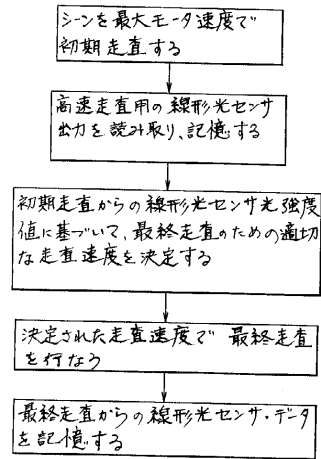 シーンを最大モータ速度で
初期走査する
高速走査用の線形光センサ
出力を読み取り、記憶する
初期走査からの線形光センサ光強度
値に基づいて、最終走査のための適切
な走査速度を決定する
決定された走査速度で 最終走査
を行なう
最終走査からの線形光センサ・データ
を記憶する